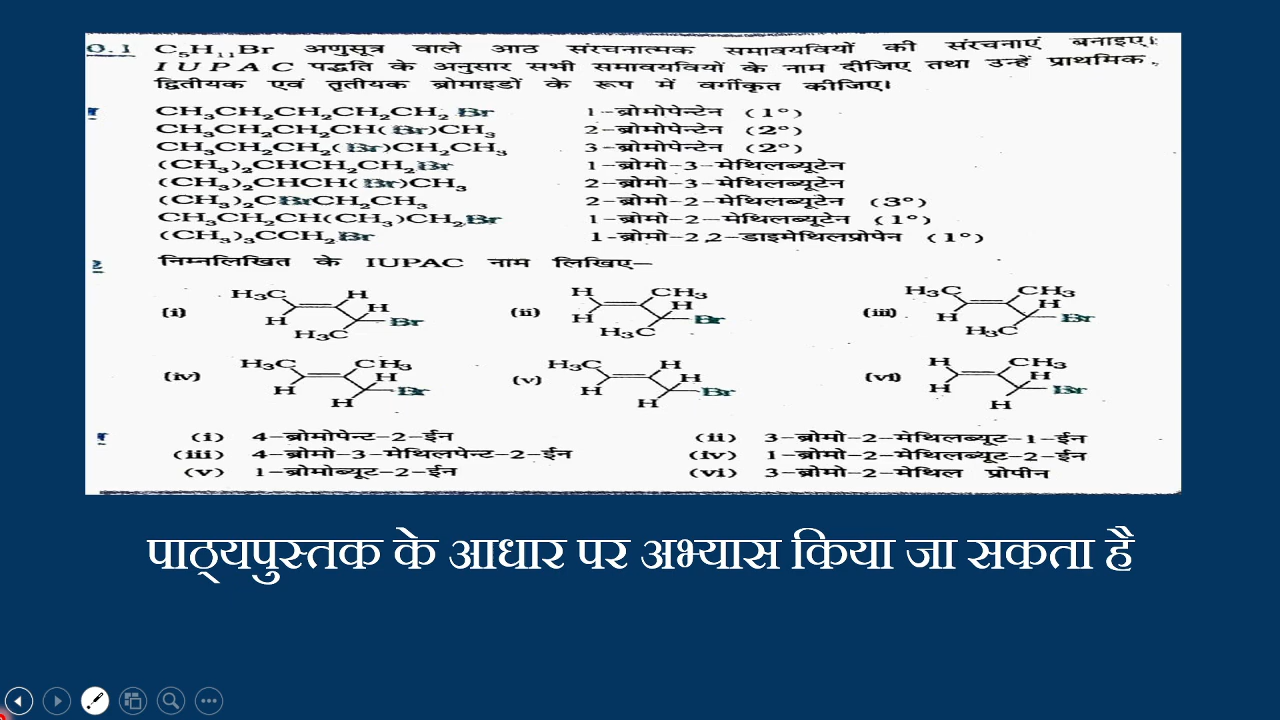 Q.1 C₅H₁₁Br अणुसूत्र वाले आठ संरचनात्मक समावयवियों की संरचनाएं बनाइए।
IUPAC पद्धति के अनुसार सभी समावयवियों के नाम दीजिए तथा उन्हें प्राथमिक,
द्वितीयक एवं तृतीयक ब्रोमाइडों के रूप में वर्गीकृत कीजिए।
CH₃CH₂CH₂CH₂CH₂Br 1-ब्रोमोपेन्टेन (1°)
CH₃CH₂CH₂CH(Br)CH₃ 2-ब्रोमोपेन्टेन (2°)
CH₃CH₂CH₂(Br)CH₂CH₃ 3-ब्रोमोपेन्टेन (2°)
(CH₃)₂CHCH₂CH₂Br 1-ब्रोमो-3-मेथिलब्यूटेन
(CH₃)₂CHCH(Br)CH₃ 2-ब्रोमो-3-मेथिलब्यूटेन
(CH₃)₂CBrCH₂CH₃ 2-ब्रोमो-2-मेथिलब्यूटेन (3°)
CH₃CH₂CH(CH₃)CH₂Br 1-ब्रोमो-2-मेथिलब्यूटेन (1°)
(CH₃)₃CCH₂Br 1-ब्रोमो-2,2-डाइमेथिलप्रोपेन (1°)
निम्नलिखित के IUPAC नाम लिखिए—
(i) H₃C H H H H₃C Br
(ii) H CH₃ H H H₃C Br
(iii) H₃C CH₃ H H H₃C Br
(iv) H₃C CH₃ H H H Br
(v) H₃C H H H H Br
(vi) H CH₃ H H H Br
(i) 4-ब्रोमोपेन्ट-2-ईन (ii) 3-ब्रोमो-2-मेथिलब्यूट-1-ईन
(iii) 4-ब्रोमो-3-मेथिलपेन्ट-2-ईन (iv) 1-ब्रोमो-2-मेथिलब्यूट-2-ईन
(v) 1-ब्रोमोब्यूट-2-ईन (vi) 3-ब्रोमो-2-मेथिल प्रोपीन
पाठ्यपुस्तक के आधार पर अभ्यास किया जा सकता है